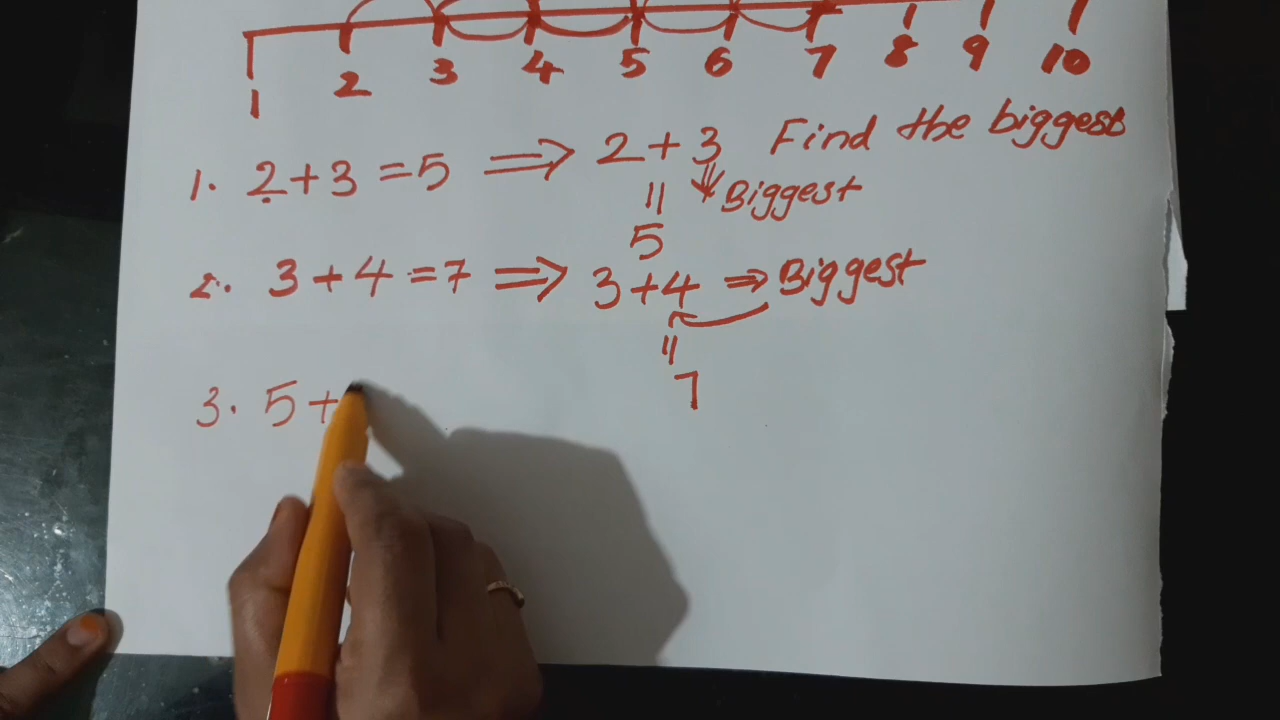 1 2 3 4 5 6 7 8 9 10
1. 2+3=5 ⇒ 2+3 Find the biggest
⇓ Biggest
=
5
2. 3+4=7 ⇒ 3+4 ⇒ Biggest
=
7
3. 5+